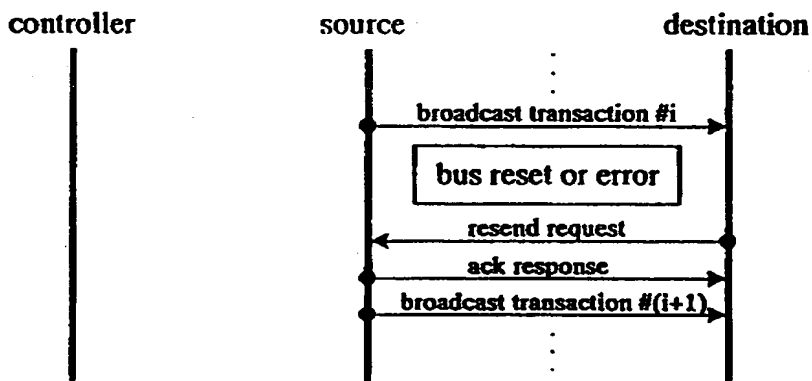 controller source destination
broadcast transaction #i
bus reset or error
resend request
ack response
broadcast transaction #(i+1)